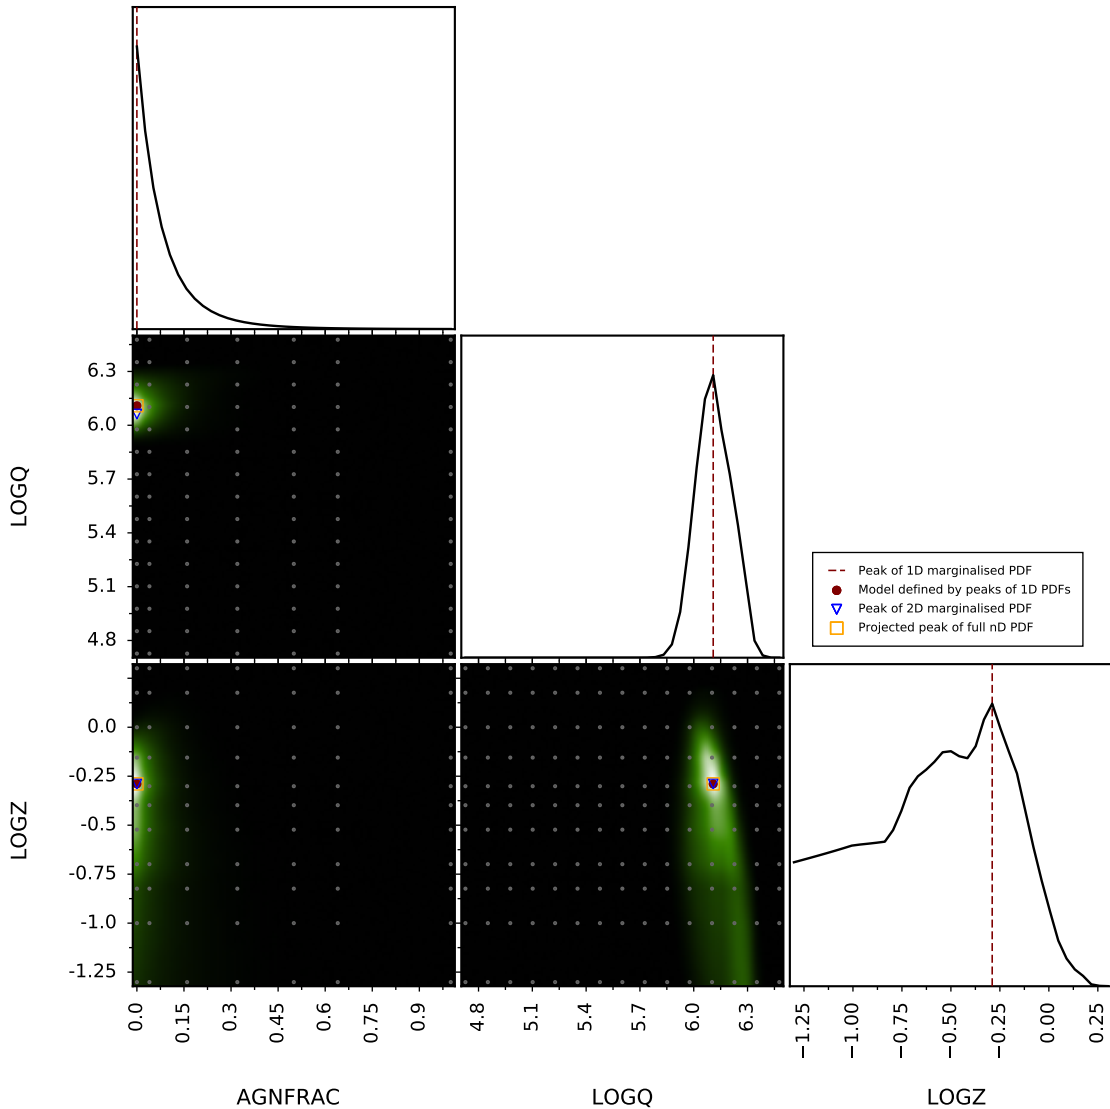 6.3
6.0
5.7
5.4
5.1
4.8
LOGQ
Peak of 1D marginalised PDF
Model defined by peaks of 1D PDFs
Peak of 2D marginalised PDF
Projected peak of full nD PDF
0.0
-0.25
-0.5
-0.75
-1.0
-1.25
LOGZ
0.0 0.15 0.3 0.45 0.6 0.75 0.9
4.8 5.1 5.4 5.7 6.0 6.3
−1.25 −1.00 −0.75 −0.50 −0.25 0.00 0.25
AGNFRAC LOGQ LOGZ